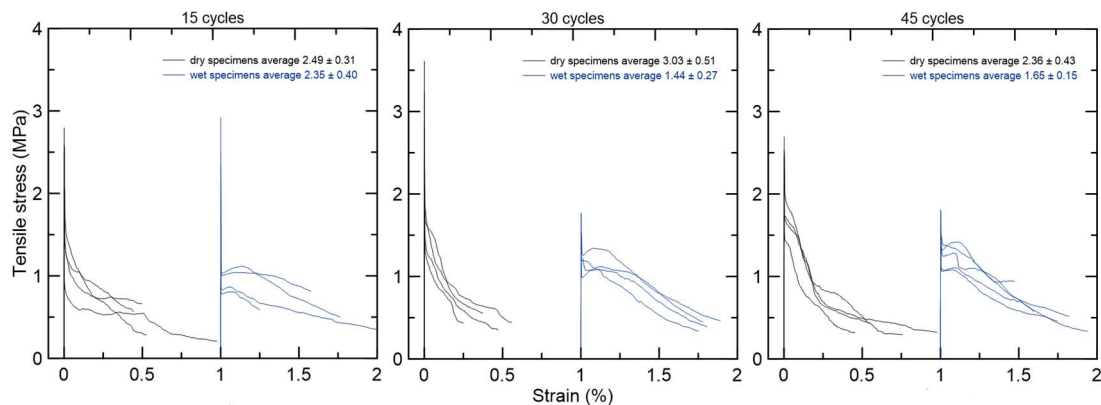 15 cycles
30 cycles
45 cycles
4
dry specimens average 2.49 ± 0.31
wet specimens average 2.35 ± 0.40
3
2
1
0
0
0.5
1
1.5
2
4
dry specimens average 3.03 ± 0.51
wet specimens average 1.44 ± 0.27
3
2
1
0
0
0.5
1
1.5
2
4
dry specimens average 2.36 ± 0.43
wet specimens average 1.65 ± 0.15
3
2
1
0
0
0.5
1
1.5
2
Tensile stress (MPa)
Strain (%)